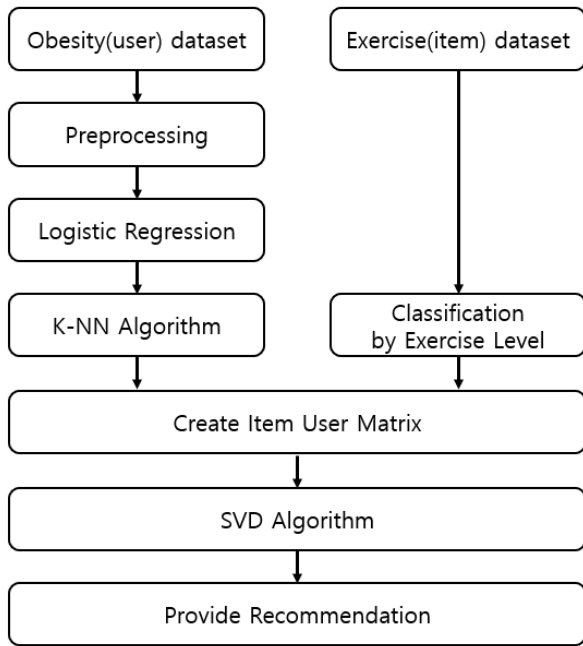 Obesity(user) dataset
Exercise(item) dataset
Preprocessing
Logistic Regression
K-NN Algorithm
Classification
by Exercise Level
Create Item User Matrix
SVD Algorithm
Provide Recommendation